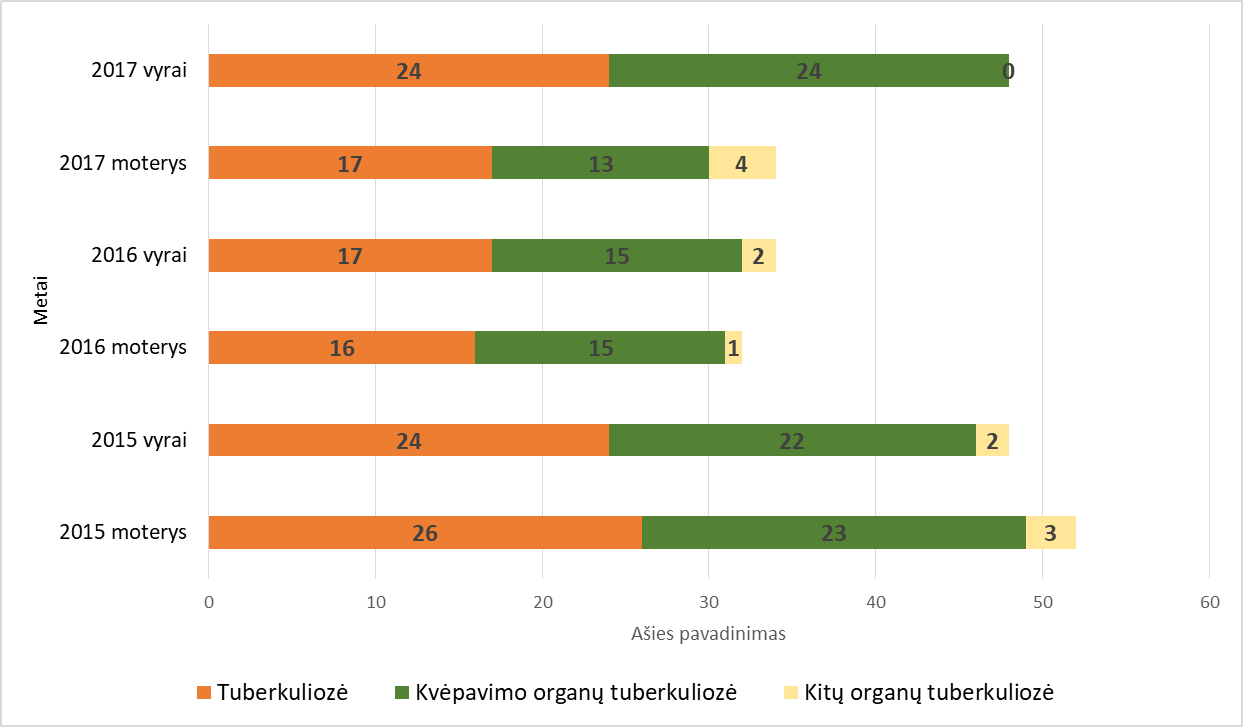 2017 vyrai 24 24 0
2017 moterys 17 13 4
2016 vyrai 17 15 2
2016 moterys 16 15 1
2015 vyrai 24 22 2
2015 moterys 26 23 3
Metai
0 10 20 30 40 50 60
Ašies pavadinimas
Tuberkuliozė Kvėpavimo organų tuberkuliozė Kitų organų tuberkuliozė